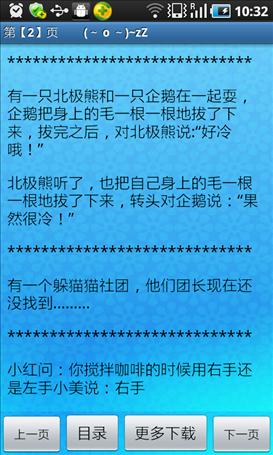 10:32
第【2】页 (～ o ～)~zZ
******************************
有一只北极熊和一只企鹅在一起耍，
企鹅把身上的毛一根一根地拔了下
来，拔完之后，对北极熊说:“好冷
哦！”
北极熊听了，也把自己身上的毛一根
一根地拔了下来，转头对企鹅说：“果
然很冷！”
******************************
有一个躲猫猫社团，他们团长现在还
没找到.........
******************************
小红问：你搅拌咖啡的时候用右手还
是左手小美说：右手
上一页 目录 更多下载 下一页